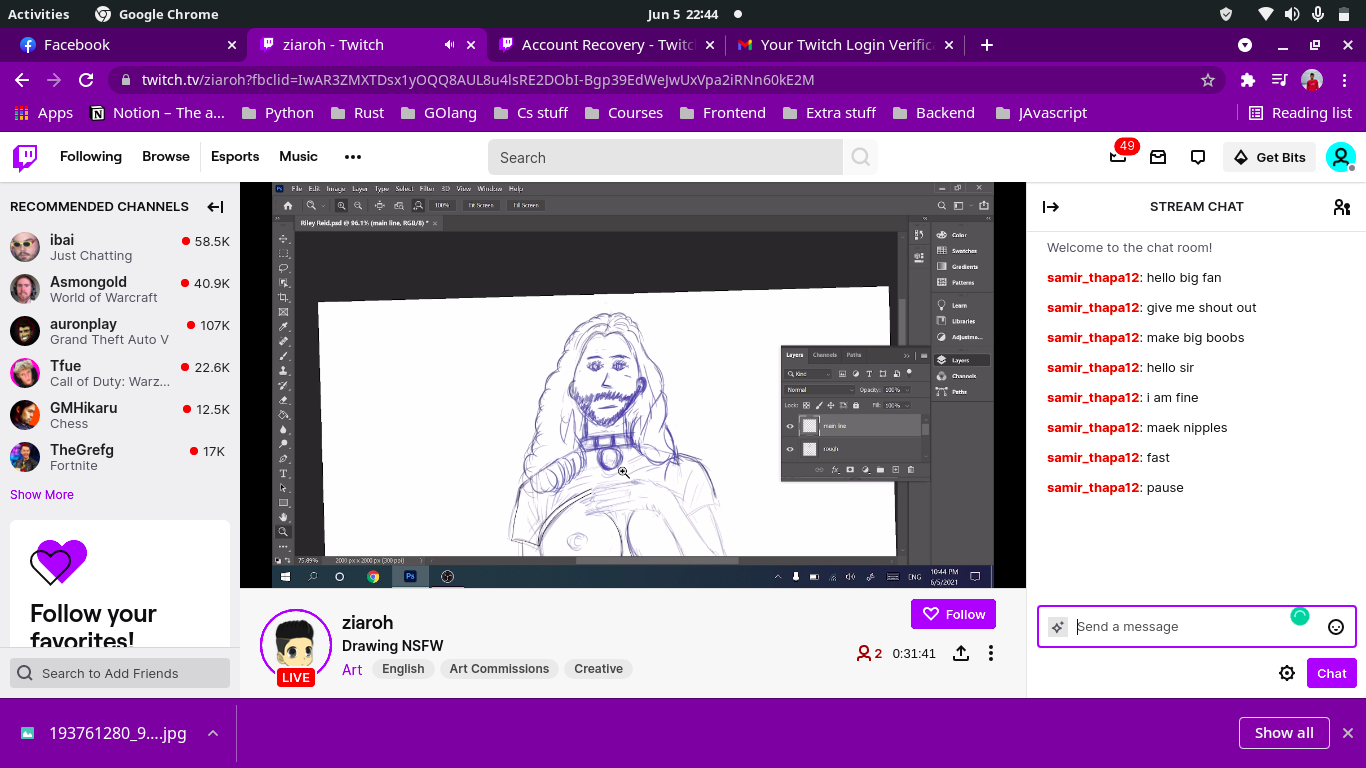 Activities
Google Chrome
Jun 5 22:44
Facebook
ziaroh - Twitch
Account Recovery - Twitc
Your Twitch Login Verifica
twitch.tv/ziaroh?fbclid=IwAR3ZMXTDsx1yOQQ8AUL8u4lsRE2DObI-Bgp39EdWeJwUxVpa2iRNn60kE2M
Apps
Notion – The a...
Python
Rust
GOlang
Cs stuff
Courses
Frontend
Extra stuff
Backend
JAvascript
Reading list
Following
Browse
Esports
Music
Search
49
Get Bits
RECOMMENDED CHANNELS
ibai
58.5K
Just Chatting
Asmongold
40.9K
World of Warcraft
auronplay
107K
Grand Theft Auto V
Tfue
22.6K
Call of Duty: Warz...
GMHikaru
12.5K
Chess
TheGrefg
17K
Fortnite
Show More
Follow your
favorites!
Search to Add Friends
File Edit Image Layer Type Select Filter 3D View Window Help
100% Fit Screen Fit Screen
Riley Reid.psd @ 96.1% (main line, RGB/8) *
Color
Swatches
Gradients
Patterns
Learn
Libraries
Adjustme...
Layers
Channels
Paths
Layers Channels Paths
Kind
Normal
Opacity: 100%
Lock:
Fill: 100%
main line
rough
75.89%
2000 px x 2000 px (300 ppi)
ENG
10:44 PM
6/5/2021
LIVE
ziaroh
Drawing NSFW
Art
English
Art Commissions
Creative
Follow
2
0:31:41
STREAM CHAT
Welcome to the chat room!
samir_thapa12: hello big fan
samir_thapa12: give me shout out
samir_thapa12: make big boobs
samir_thapa12: hello sir
samir_thapa12: i am fine
samir_thapa12: maek nipples
samir_thapa12: fast
samir_thapa12: pause
Send a message
Chat
193761280_9....jpg
Show all